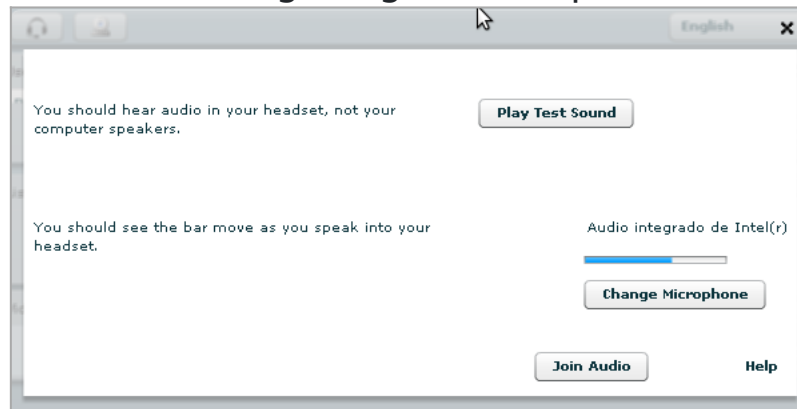 English
You should hear audio in your headset, not your
computer speakers.
Play Test Sound
You should see the bar move as you speak into your
headset.
Audio integrado de Intel(r)
Change Microphone
Join Audio
Help